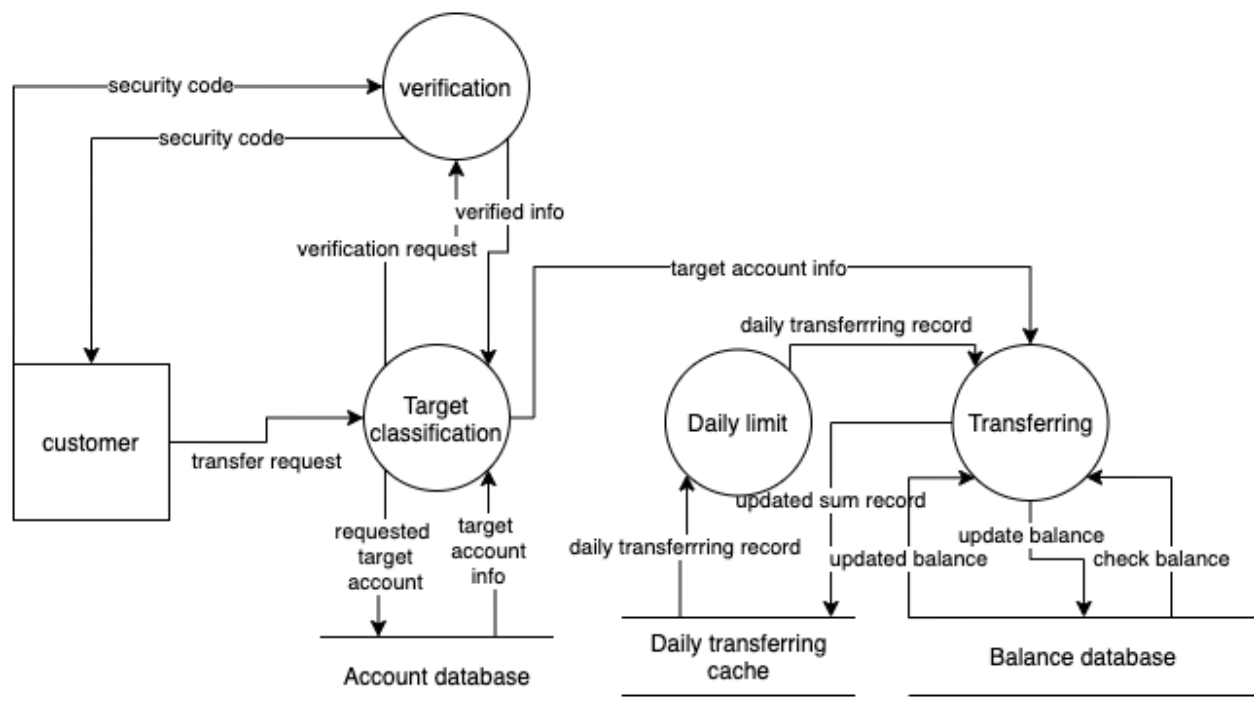 verification
security code
security code
verified info
verification request
target account info
daily transferrring record
Target
classification
Daily limit
Transferring
customer
transfer request
requested
target
account
target
account
info
updated sum record
update balance
daily transferrring record
updated balance
check balance
Daily transferring
cache
Balance database
Account database